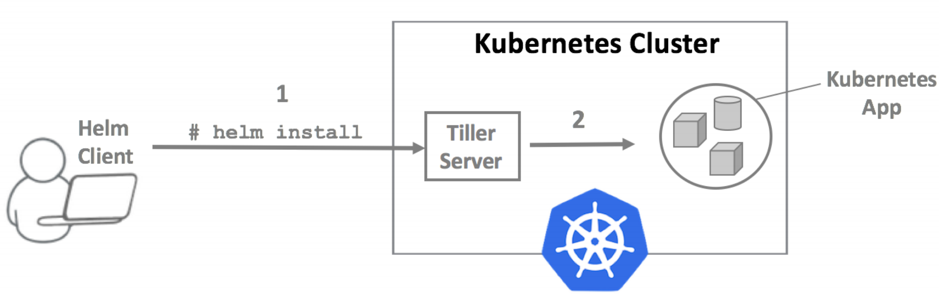 Kubernetes Cluster
Kubernetes
App
1
# helm install
Helm
Client
Tiller
Server
2